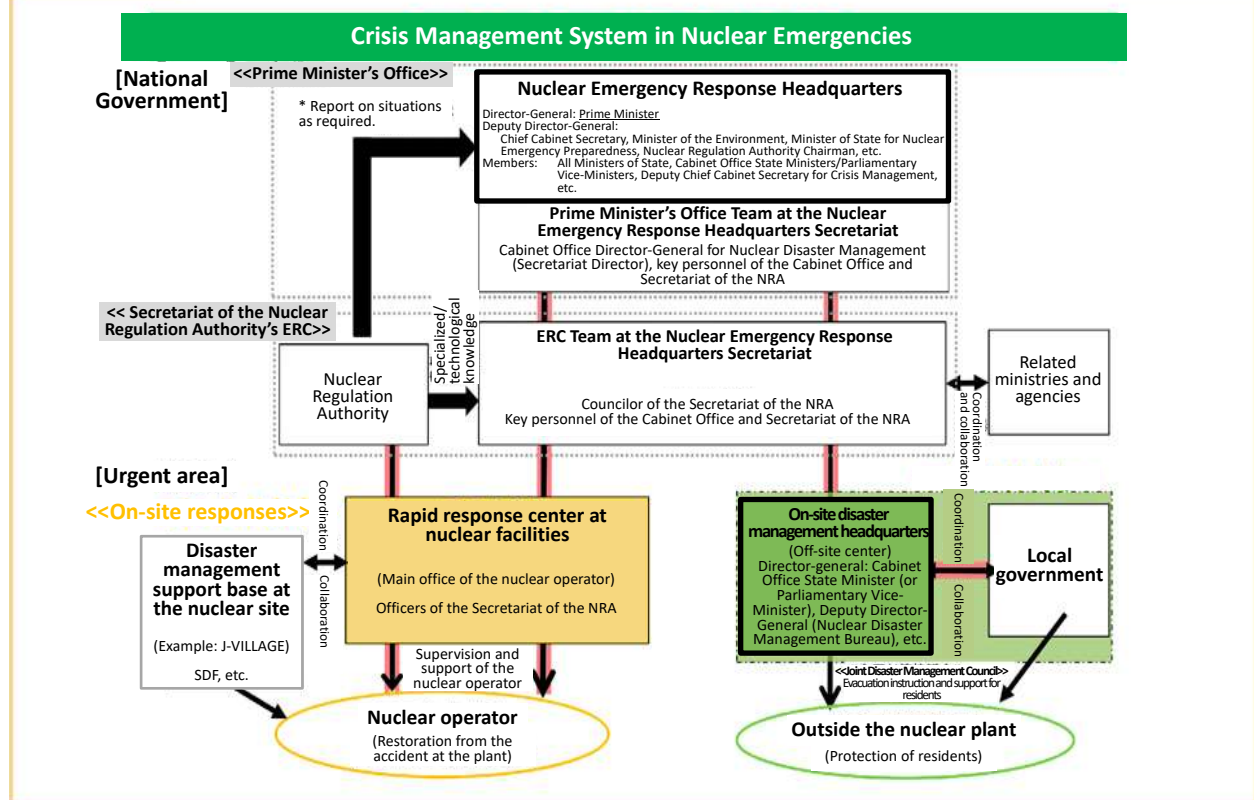 Crisis Management System in Nuclear Emergencies
[National
Government]
<<Prime Minister's Office>>
* Report on situations
as required.
Nuclear Emergency Response Headquarters
Director-General: Prime Minister
Deputy Director-General:
Chief Cabinet Secretary, Minister of the Environment, Minister of State for Nuclear
Emergency Preparedness, Nuclear Regulation Authority Chairman, etc.
Members: All Ministers of State, Cabinet Office State Ministers/Parliamentary
Vice-Ministers, Deputy Chief Cabinet Secretary for Crisis Management,
etc.
Prime Minister's Office Team at the Nuclear
Emergency Response Headquarters Secretariat
Cabinet Office Director-General for Nuclear Disaster Management
(Secretariat Director), key personnel of the Cabinet Office and
Secretariat of the NRA
<< Secretariat of the Nuclear
Regulation Authority's ERC>>
Nuclear
Regulation
Authority
Specialized/
technological
knowledge
ERC Team at the Nuclear Emergency Response
Headquarters Secretariat
Councilor of the Secretariat of the NRA
Key personnel of the Cabinet Office and Secretariat of the NRA
Coordination
and collaboration
Related
ministries and
agencies
[Urgent area]
<<On-site responses>>
Disaster
management
support base at
the nuclear site
(Example: J-VILLAGE)
SDF, etc.
Coordination
Collaboration
Rapid response center at
nuclear facilities
(Main office of the nuclear operator)
Officers of the Secretariat of the NRA
Supervision and
support of the
nuclear operator
Nuclear operator
(Restoration from the
accident at the plant)
On-site disaster
management headquarters
(Off-site center)
Director-general: Cabinet
Office State Minister (or
Parliamentary Vice-
Minister), Deputy Director-
General (Nuclear Disaster
Management Bureau), etc.
Coordination
Collaboration
Local
government
<<Joint Disaster Management Council>>
Evacuation instruction and support for
residents
Outside the nuclear plant
(Protection of residents)